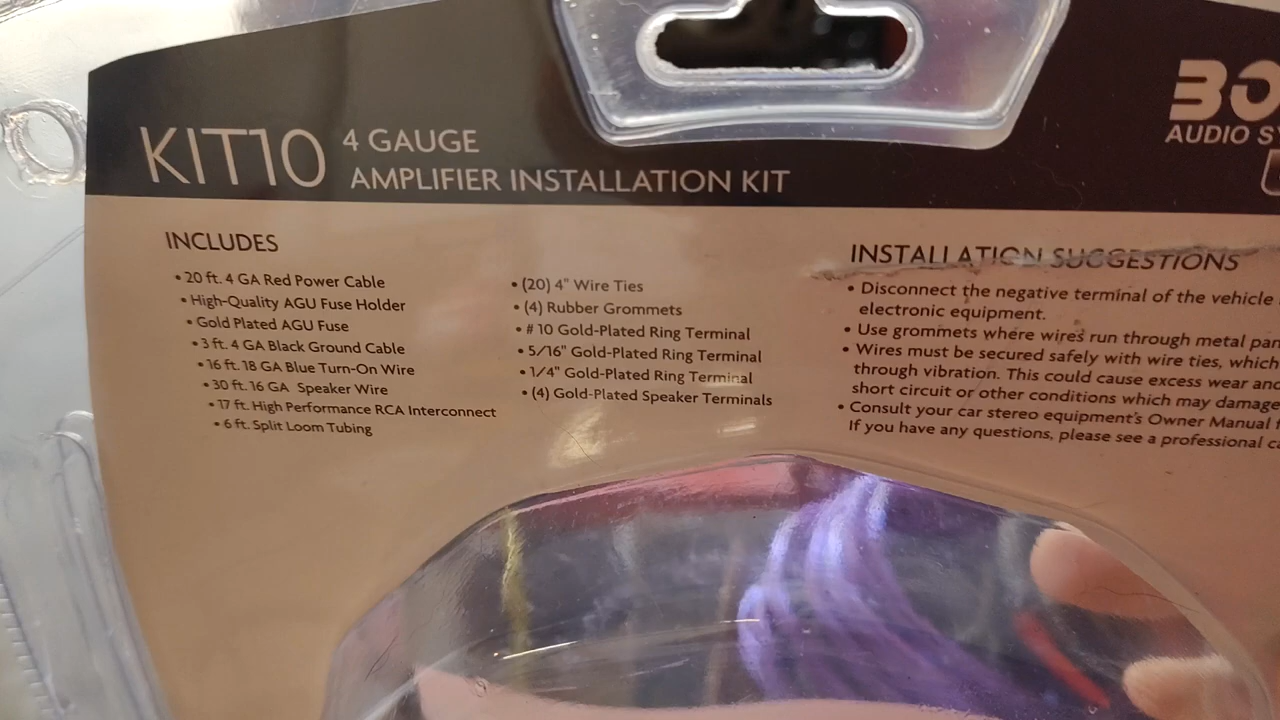 KIT10 4 GAUGE
AMPLIFIER INSTALLATION KIT
AUDIO
INCLUDES
• 20 ft. 4 GA Red Power Cable
• High-Quality AGU Fuse Holder
• Gold Plated AGU Fuse
• 3 ft. 4 GA Black Ground Cable
• 16 ft. 18 GA Blue Turn-On Wire
• 30 ft. 16 GA Speaker Wire
• 17 ft. High Performance RCA Interconnect
• 6 ft. Split Loom Tubing
• (20) 4" Wire Ties
• (4) Rubber Grommets
• # 10 Gold-Plated Ring Terminal
• 5/16" Gold-Plated Ring Terminal
• 1/4" Gold-Plated Ring Terminal
• (4) Gold-Plated Speaker Terminals
INSTALLATION SUGGESTIONS
• Disconnect the negative terminal of the vehicle
electronic equipment.
• Use grommets where wires run through metal
• Wires must be secured safely with wire ties, which
through vibration. This could cause excess wear and
short circuit or other conditions which may damage
• Consult your car stereo equipment's Owner Manual
If you have any questions, please see a professional